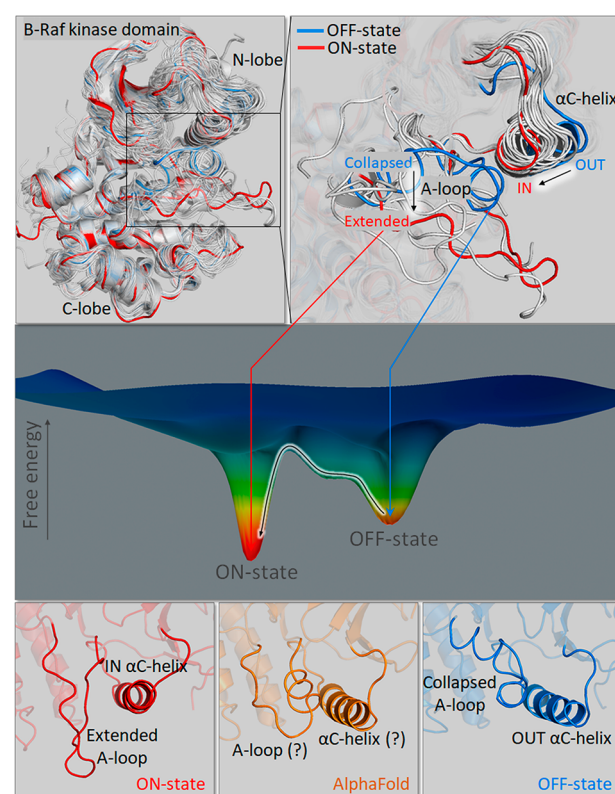 B-Raf kinase domain
N-lobe
C-lobe
OFF-state
ON-state
αC-helix
Collapsed
OUT
A-loop
IN
Extended
Free energy
ON-state
OFF-state
IN αC-helix
Extended
A-loop
ON-state
A-loop (?)
αC-helix (?)
AlphaFold
Collapsed
A-loop
OUT αC-helix
OFF-state